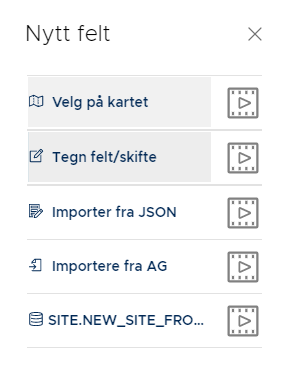 Nytt felt
Velg på kartet
Tegn felt/skifte
Importer fra JSON
Importere fra AG
SITE.NEW_SITE_FRO...